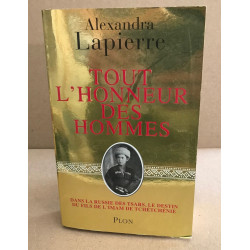 Alexandra
Lapierre
TOUT
L'HONNEUR
DES
HOMMES
DANS LA RUSSIE DES TSARS, LE DESTIN
DU FILS DE L'IMAM DE TCHÉTCHÉNIE
PLON